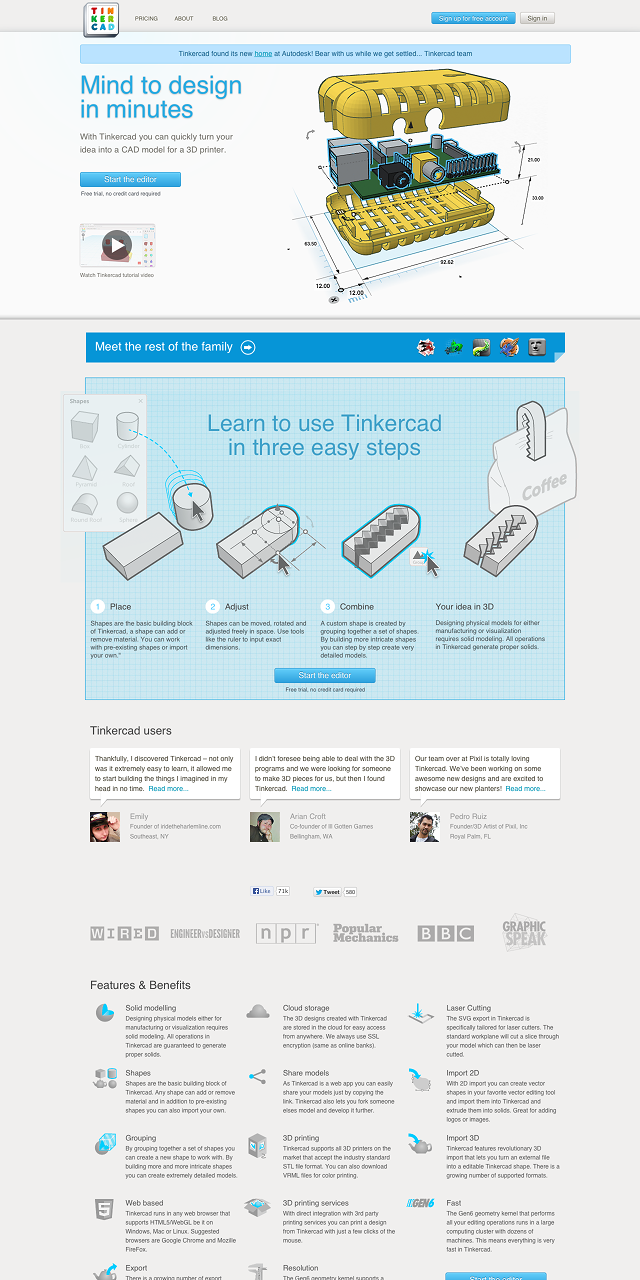 TIN
KER
CAD
PRICING
ABOUT
BLOG
Sign up for free account
Sign in
Tinkercad found its new home at Autodesk! Bear with us while we get settled... Tinkercad team
Mind to design
in minutes
With Tinkercad you can quickly turn your
idea into a CAD model for a 3D printer.
Start the editor
Free trial, no credit card required
Watch Tinkercad tutorial video
21.00
33.00
63.50
92.62
12.00
12.00
Meet the rest of the family
Shapes
Box
Cylinder
Pyramid
Roof
Round Roof
Sphere
Learn to use Tinkercad
in three easy steps
Coffee
1 Place
Shapes are the basic building block
of Tinkercad, a shape can add or
remove material. You can work
with pre-existing shapes or import
your own."
2 Adjust
Shapes can be moved, rotated and
adjusted freely in space. Use tools
like the ruler to input exact
dimensions.
3 Combine
A custom shape is created by
grouping together a set of shapes.
By building more intricate shapes
you can step by step create very
detailed models.
Your idea in 3D
Designing physical models for either
manufacturing or visualization
requires solid modeling. All operations
in Tinkercad generate proper solids.
Start the editor
Free trial, no credit card required
Tinkercad users
Thankfully, I discovered Tinkercad – not only
was it extremely easy to learn, it allowed me
to start building the things I imagined in my
head in no time. Read more...
Emily
Founder of ridetheharlemline.com
Southeast, NY
I didn't foresee being able to deal with the 3D
programs and we were looking for someone
to make 3D pieces for us, but then I found
Tinkercad. Read more...
Arian Croft
Co-founder of Ill Gotten Games
Bellingham, WA
Our team over at Pixil is totally loving
Tinkercad. We've been working on some
awesome new designs and are excited to
showcase our new planters! Read more...
Pedro Ruiz
Founder/3D Artist of Pixil, Inc
Royal Palm, FL
Like 71k
Tweet 580
WIRED
ENGINEERvsDESIGNER
npr
Popular
Mechanics
BBC
GRAPHIC
SPEAK
Features & Benefits
Solid modelling
Designing physical models either for
manufacturing or visualization requires
solid modeling. All operations in
Tinkercad are guaranteed to generate
proper solids.
Cloud storage
The 3D designs created with Tinkercad
are stored in the cloud for easy access
from anywhere. We always use SSL
encryption (same as online banks).
Laser Cutting
The SVG export in Tinkercad is
specifically tailored for laser cutters. The
standard workplane will cut a slice through
your model which can then be laser
cutted.
Shapes
Shapes are the basic building block of
Tinkercad. Any shape can add or remove
material and in addition to pre-existing
shapes you can also import your own.
Share models
As Tinkercad is a web app you can easily
share your models just by copying the
link. Tinkercad also lets you fork someone
elses model and develop it further.
Import 2D
With 2D import you can create vector
shapes in your favorite vector editing tool
and import them into Tinkercad and
extrude them into solids. Great for adding
logos or images.
Grouping
By grouping together a set of shapes you
can create a new shape to work with. By
building more and more intricate shapes
you can create extremely detailed models.
3D printing
Tinkercad supports all 3D printers on the
market that accept the industry standard
STL file format. You can also download
VRML files for color printing.
Import 3D
Tinkercad features revolutionary 3D
import that lets you turn an external file
into a editable Tinkercad shape. There is a
growing number of supported formats.
Web based
Tinkercad runs in any web browser that
supports HTML5/WebGL be it on
Windows, Mac or Linux. Suggested
browsers are Google Chrome and Mozilla
FireFox.
3D printing services
With direct integration with 3rd party
printing services you can print a design
from Tinkercad with just a few clicks of the
mouse.
GEN6
Fast
The Gen6 geometry kernel that performs
all your editing operations runs in a large
computing cluster with dozens of
machines. This means everything is very
fast in Tinkercad.
Export
There is a growing number of export
Resolution
The Gen6 geometry kernel supports a
Start the editor